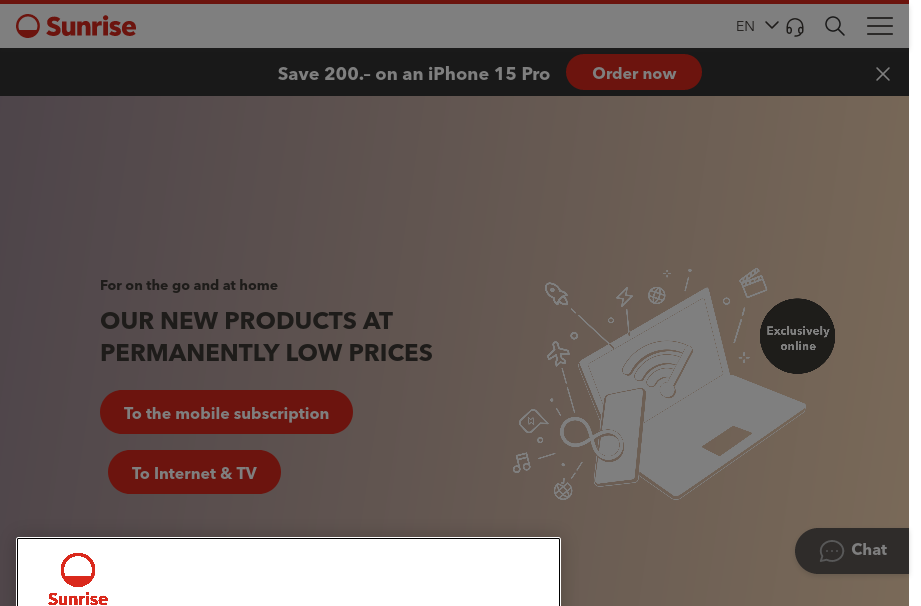 Sunrise
EN
Save 200.– on an iPhone 15 Pro
Order now
For on the go and at home
OUR NEW PRODUCTS AT
PERMANENTLY LOW PRICES
Exclusively
online
To the mobile subscription
To Internet & TV
Chat
Sunrise